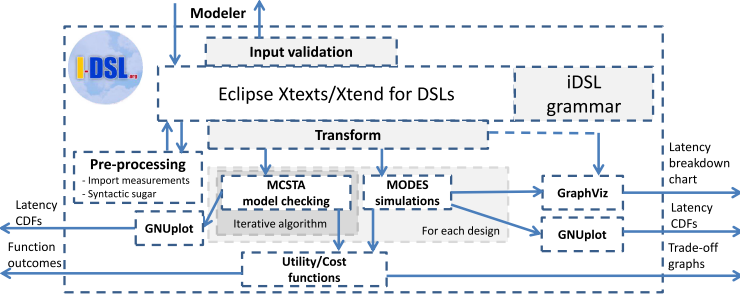 Modeler
Input validation
i-DSL
Eclipse Xtexts/Xtend for DSLs
iDSL
grammar
Transform
Pre-processing
- Import measurements
- Syntactic sugar
MCSTA
model checking
MODES
simulations
Iterative algorithm
For each design
GraphViz
GNUplot
GNUplot
Latency
breakdown
chart
Latency
CDFs
Latency
CDFs
Function
outcomes
Utility/Cost
functions
Trade-off
graphs